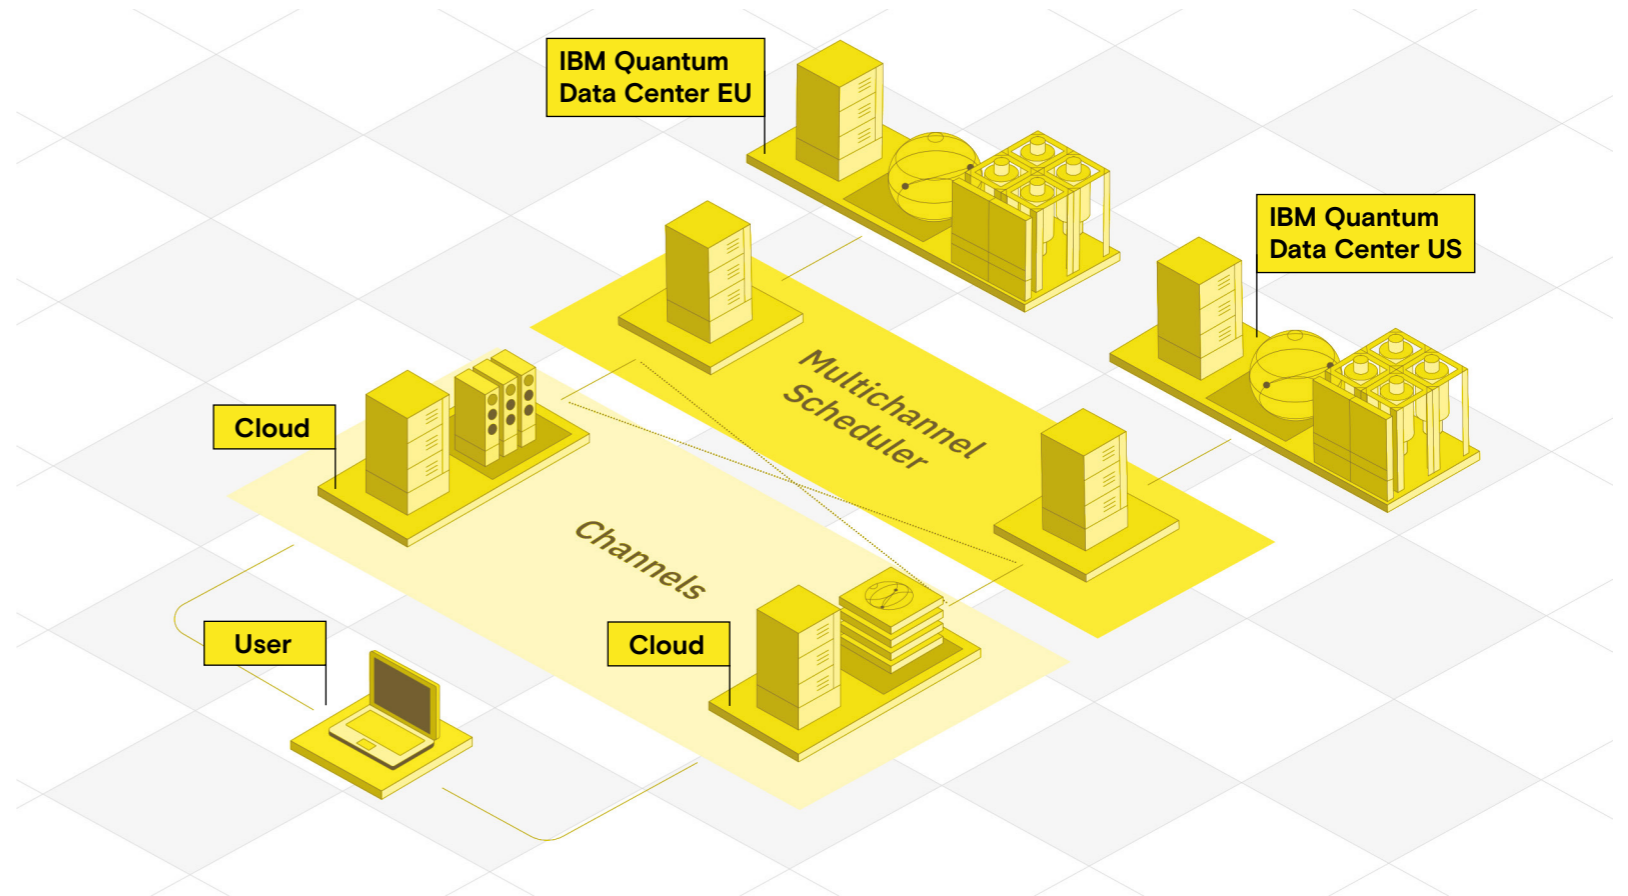 IBM Quantum
Data Center EU
IBM Quantum
Data Center US
Multichannel
Scheduler
Cloud
Channels
User
Cloud